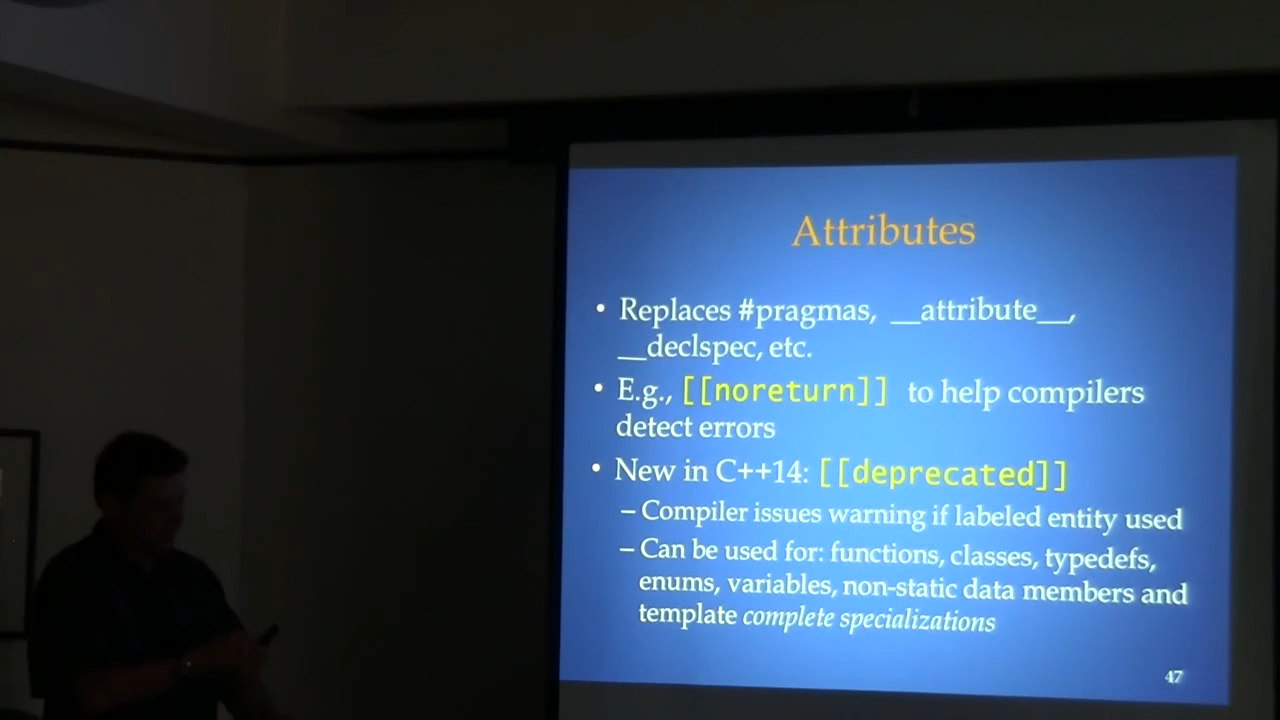 Attributes
• Replaces #pragmas, __attribute__,
__declspec, etc.
• E.g., [[noreturn]] to help compilers
detect errors
• New in C++14: [[deprecated]]
– Compiler issues warning if labeled entity used
– Can be used for: functions, classes, typedefs,
enums, variables, non-static data members and
template complete specializations
47